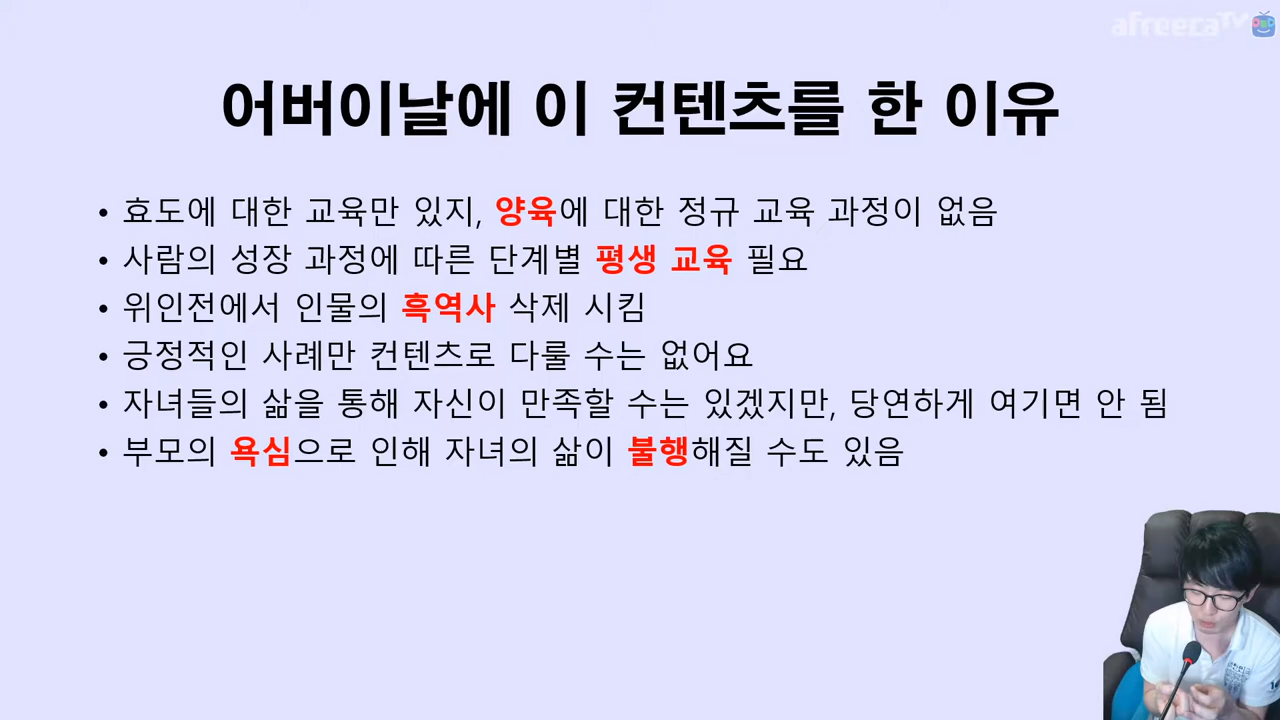 afreecaTV
어버이날에 이 컨텐츠를 한 이유
• 효도에 대한 교육만 있지, 양육에 대한 정규 교육 과정이 없음
• 사람의 성장 과정에 따른 단계별 평생 교육 필요
• 위인전에서 인물의 흑역사 삭제 시킴
• 긍정적인 사례만 컨텐츠로 다룰 수는 없어요
• 자녀들의 삶을 통해 자신이 만족할 수는 있겠지만, 당연하게 여기면 안 됨
• 부모의 욕심으로 인해 자녀의 삶이 불행해질 수도 있음